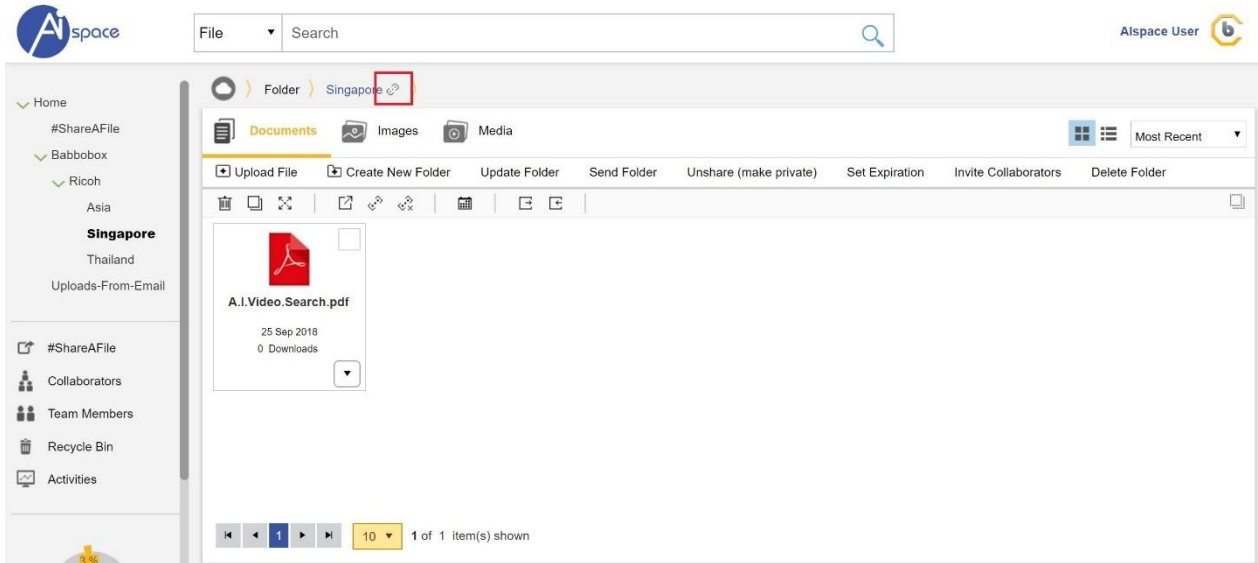 AI space
File Search
AIspace User
Folder Singapore
Home
#ShareAFile
Babbobox
Ricoh
Asia
Singapore
Thailand
Uploads-From-Email
#ShareAFile
Collaborators
Team Members
Recycle Bin
Activities
3 %
Documents Images Media
Most Recent
Upload File Create New Folder Update Folder Send Folder Unshare (make private) Set Expiration Invite Collaborators Delete Folder
A.I.Video.Search.pdf
25 Sep 2018
0 Downloads
1 10 1 of 1 item(s) shown